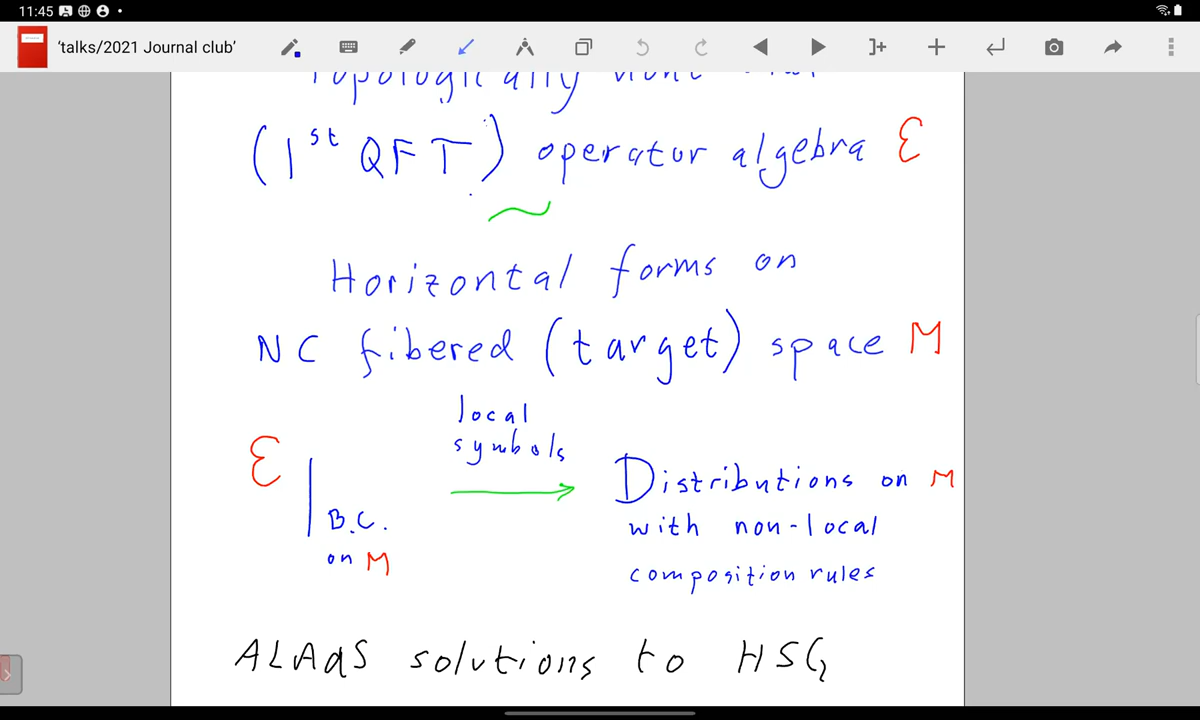 11:45
'talks/2021 Journal club'
Topologically
(1st QFT) operator algebra ℰ
Horizontal forms on
NC fibered (target) space M
local
symbols
ℰ | B.C. on M → Distributions on M
with non-local
composition rules
ALAdS solutions to HSG